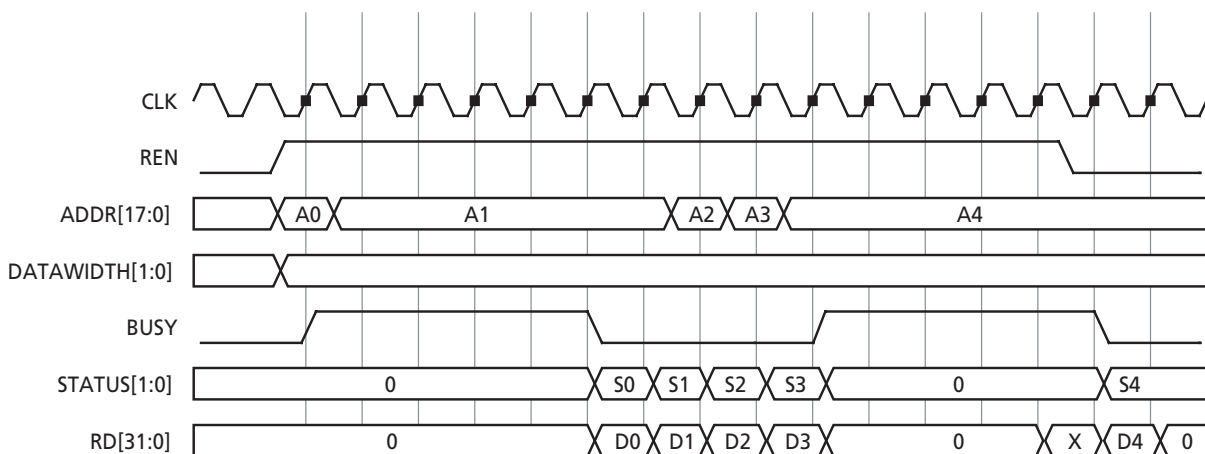 CLK
REN
ADDR[17:0] A0 A1 A2 A3 A4
DATAWIDTH[1:0]
BUSY
STATUS[1:0] 0 S0 S1 S2 S3 0 S4
RD[31:0] 0 D0 D1 D2 D3 0 X D4 0